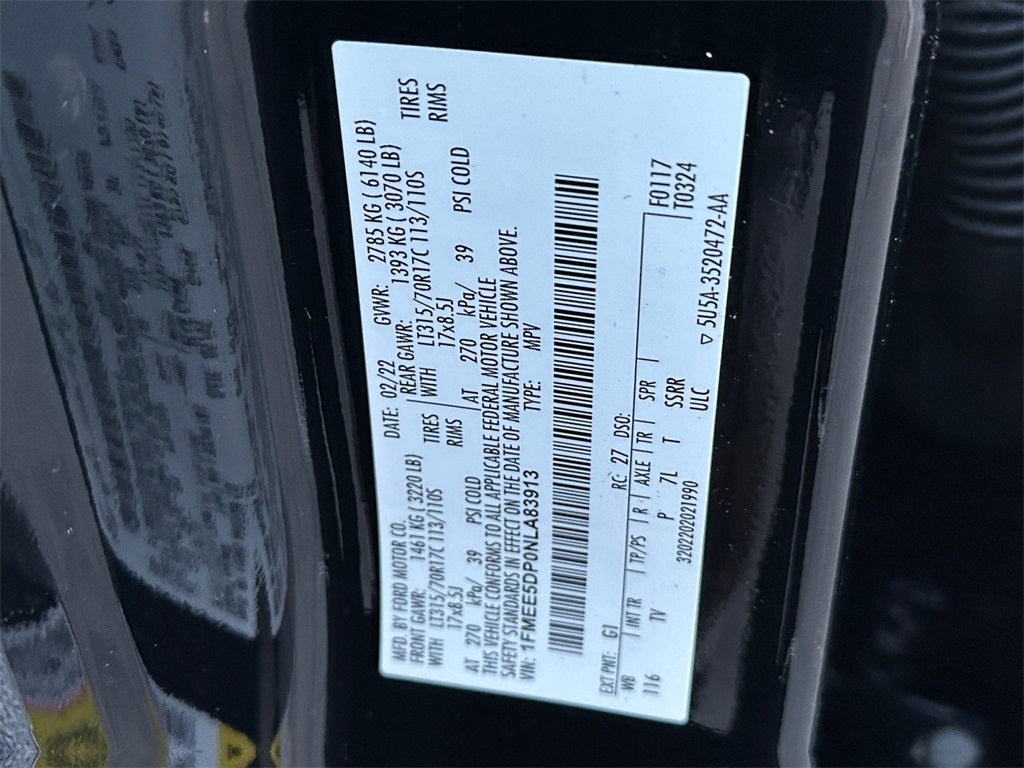 MFD. BY FORD MOTOR CO.
DATE: 02/22 GVWR: 2785 KG ( 6140 LB)
FRONT GAWR: 1461 KG ( 3220 LB) REAR GAWR: 1393 KG ( 3070 LB)
WITH LT315/70R17C 113/110S TIRES WITH LT315/70R17C 113/110S TIRES
17x8.5J RIMS 17x8.5J RIMS
AT 270 kPa/ 39 PSI COLD AT 270 kPa/ 39 PSI COLD
THIS VEHICLE CONFORMS TO ALL APPLICABLE FEDERAL MOTOR VEHICLE
SAFETY STANDARDS IN EFFECT ON THE DATE OF MANUFACTURE SHOWN ABOVE.
VIN: 1FMEE5DP0NLA83913 TYPE: MPV
EXT PNT: G1 RC: 27 DSO: F0117
WB INT TR TP/PS R AXLE TR SPR T0324
116 TV P 7L T SSRR
3202202021990 ULC ▽ 5U5A-3520472-AA